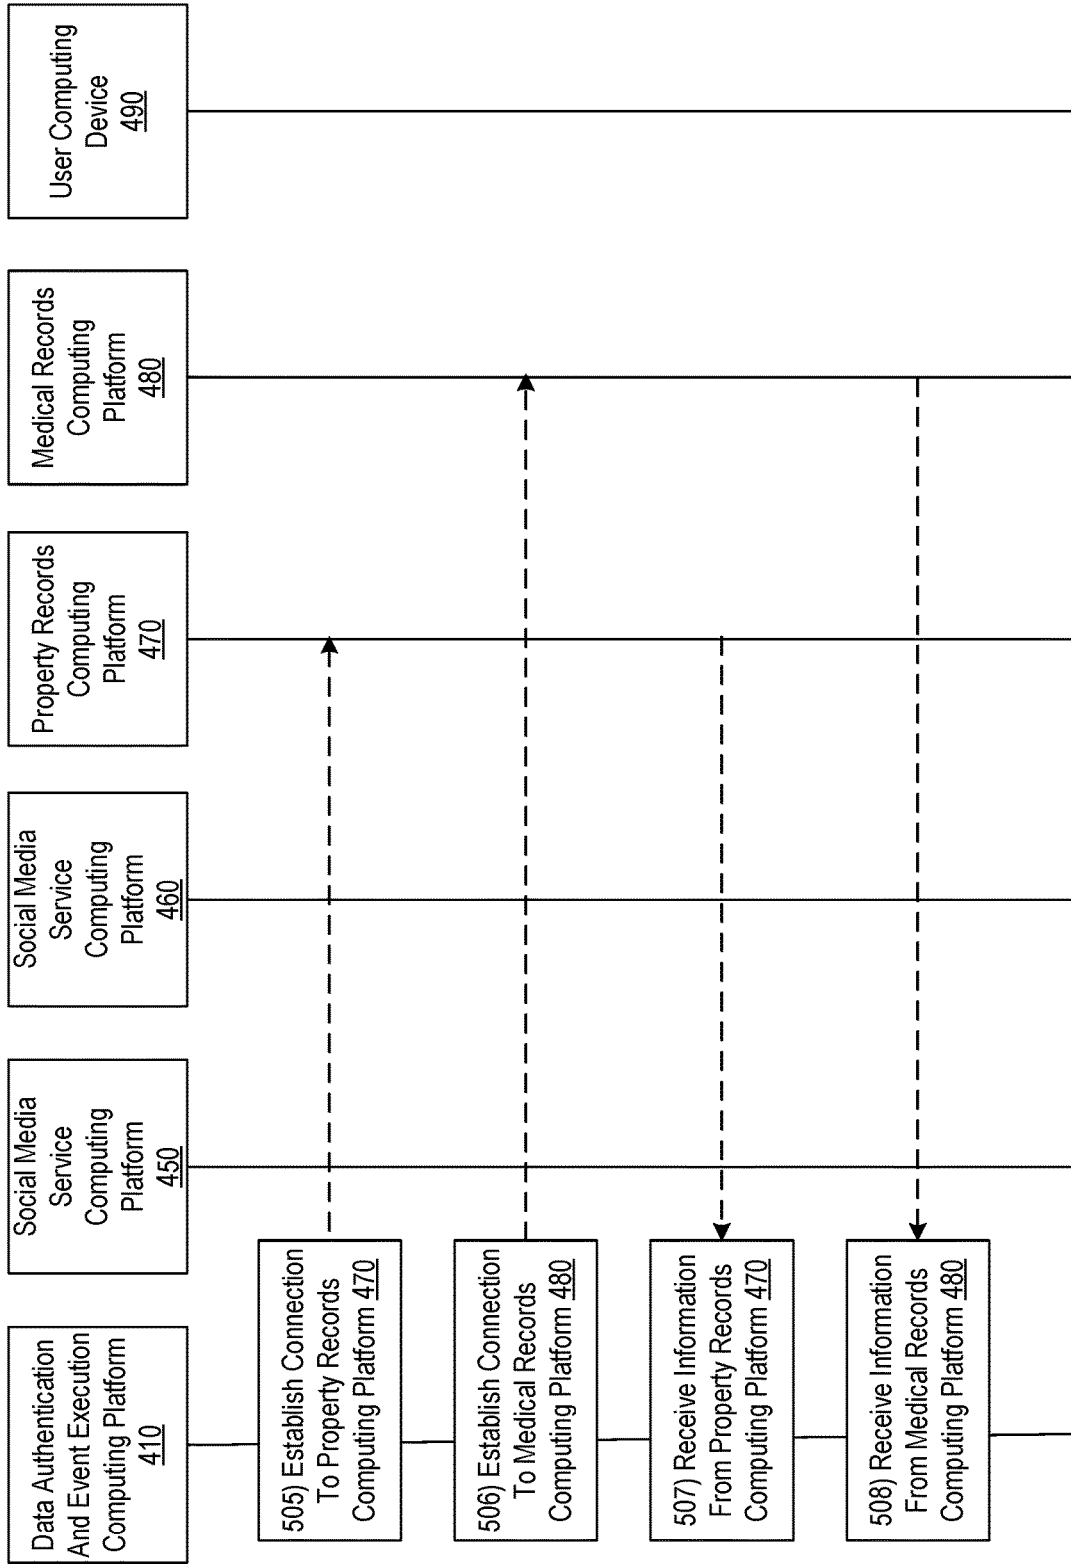 Data Authentication
And Event Execution
Computing Platform
410
Social Media
Service
Computing
Platform
450
Social Media
Service
Computing
Platform
460
Property Records
Computing
Platform
470
Medical Records
Computing
Platform
480
User Computing
Device
490
505) Establish Connection
To Property Records
Computing Platform 470
506) Establish Connection
To Medical Records
Computing Platform 480
507) Receive Information
From Property Records
Computing Platform 470
508) Receive Information
From Medical Records
Computing Platform 480